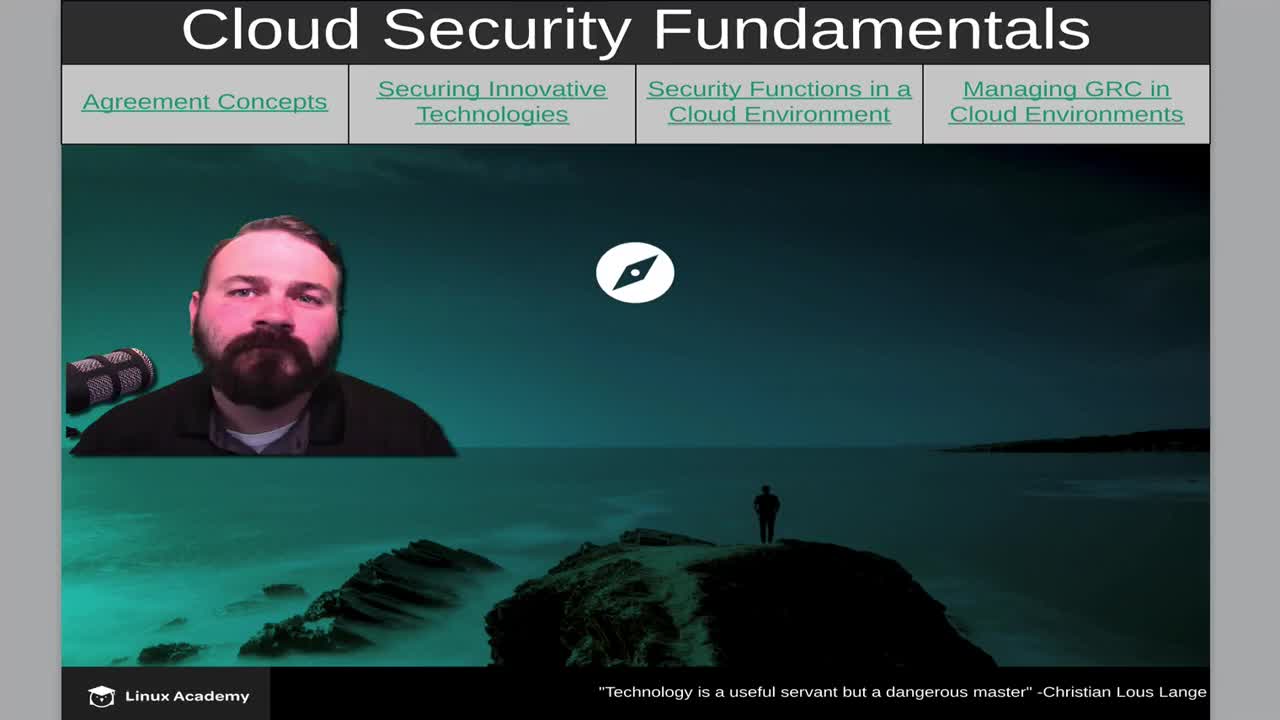 Cloud Security Fundamentals
Agreement Concepts
Securing Innovative
Technologies
Security Functions in a
Cloud Environment
Managing GRC in
Cloud Environments
Linux Academy
"Technology is a useful servant but a dangerous master" -Christian Lous Lange